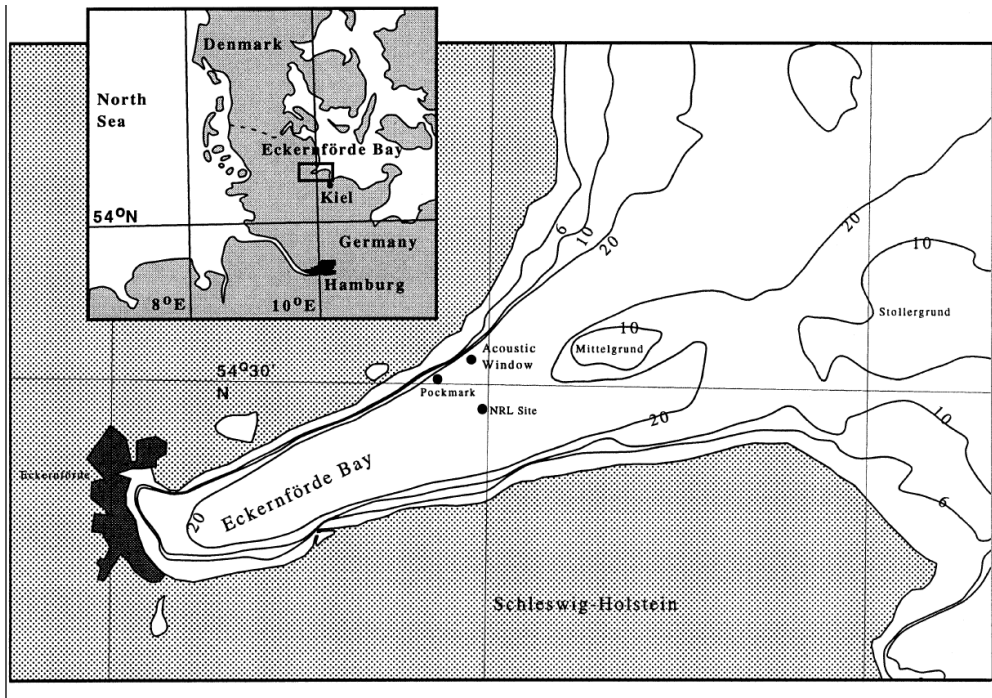 Denmark
North
Sea
Eckernförde Bay
Kiel
54°N
Germany
Hamburg
8°E
10°E
6
10
20
20
10
Stollergrund
10
Mittelgrund
Acoustic
Window
54°30'
N
Pockmark
NRL Site
20
10
Eckernförde
Eckernförde Bay
20
6
Schleswig-Holstein